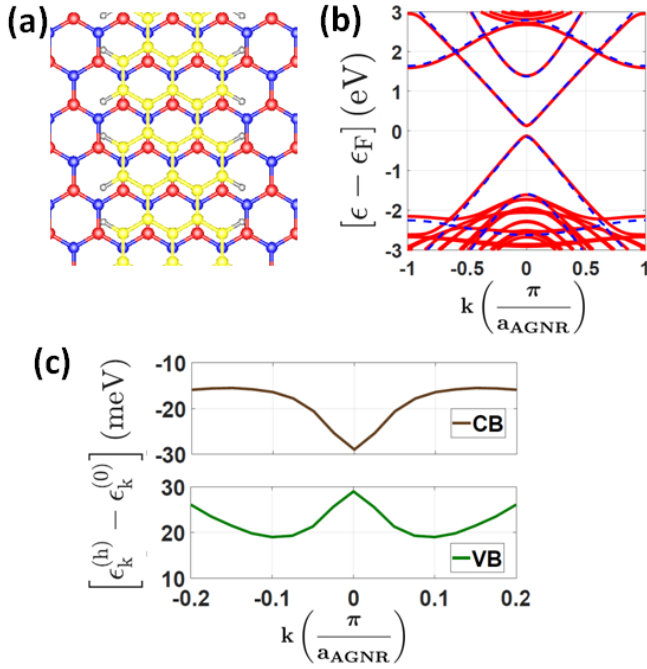 (a)
(b)
[ϵ − ϵF] (eV)
3
2
1
0
-1
-2
-3
-1 -0.5 0 0.5 1
k (π / aAGNR)
(c)
[ϵk(h) − ϵk(0)] (meV)
-10
-20
-30
CB
30
20
10
VB
-0.2 -0.1 0 0.1 0.2
k (π / aAGNR)